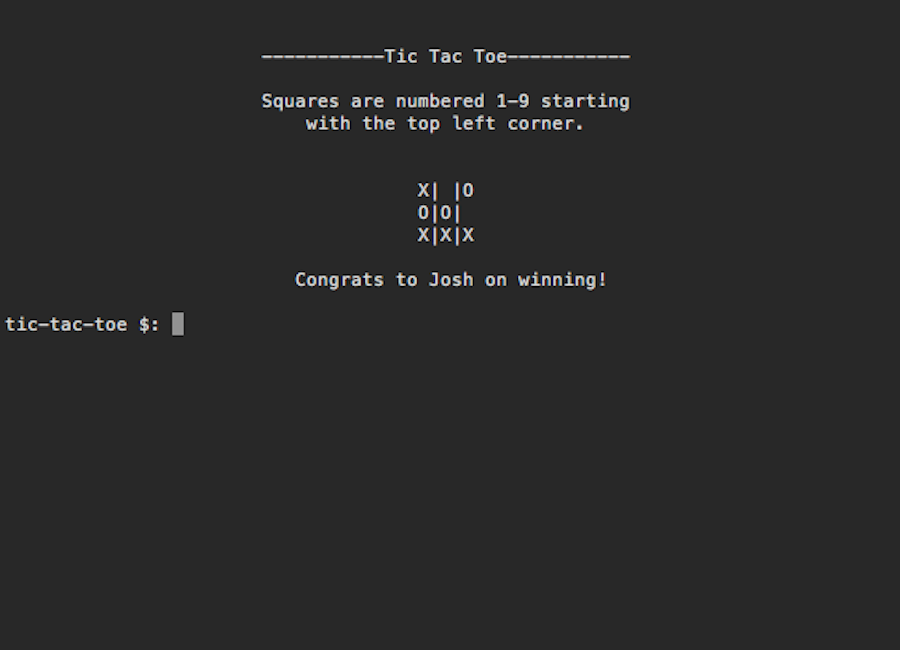 -----------Tic Tac Toe-----------
Squares are numbered 1-9 starting
with the top left corner.
X| |O
O|O|
X|X|X
Congrats to Josh on winning!
tic-tac-toe $: